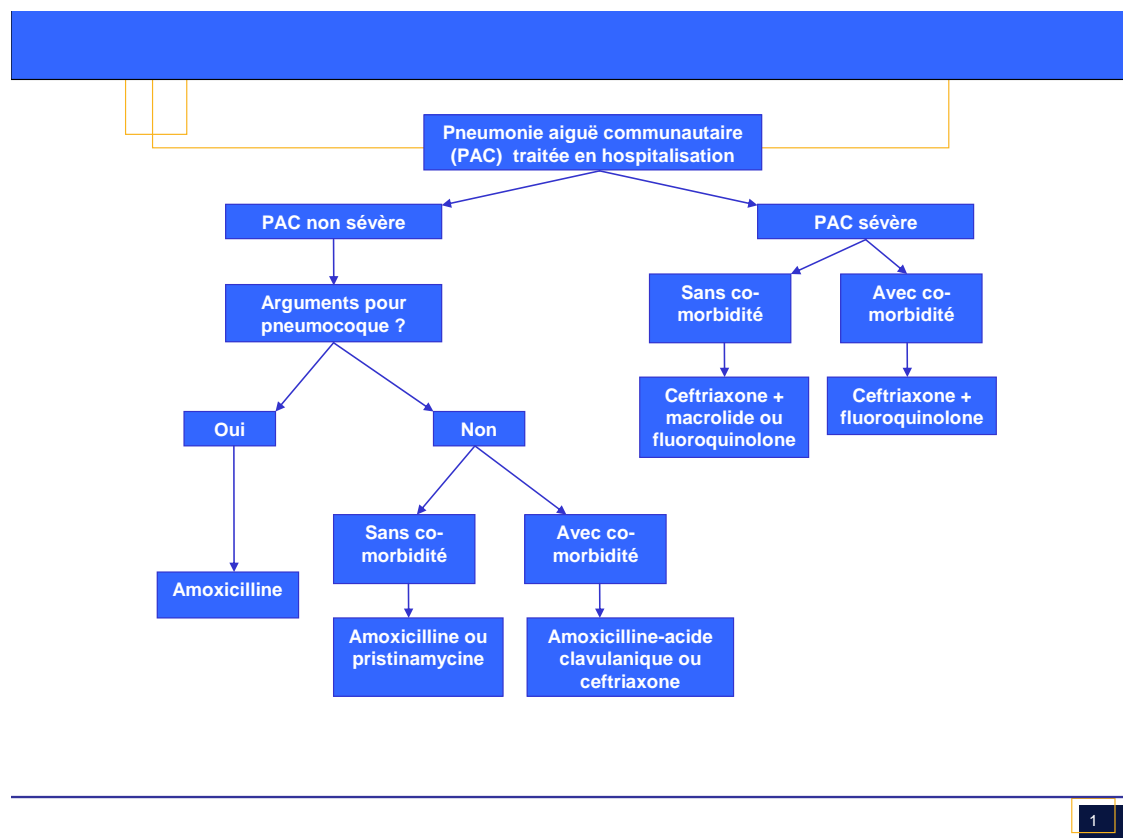 Pneumonie aiguë communautaire
(PAC) traitée en hospitalisation
PAC non sévère
PAC sévère
Arguments pour
pneumocoque ?
Sans co-
morbidité
Avec co-
morbidité
Ceftriaxone +
macrolide ou
fluoroquinolone
Ceftriaxone +
fluoroquinolone
Oui
Non
Sans co-
morbidité
Avec co-
morbidité
Amoxicilline
Amoxicilline ou
pristinamycine
Amoxicilline-acide
clavulanique ou
ceftriaxone
1